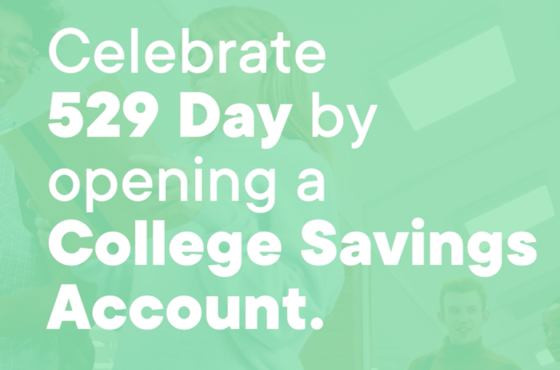 Celebrate
529 Day by
opening a
College Savings
Account.